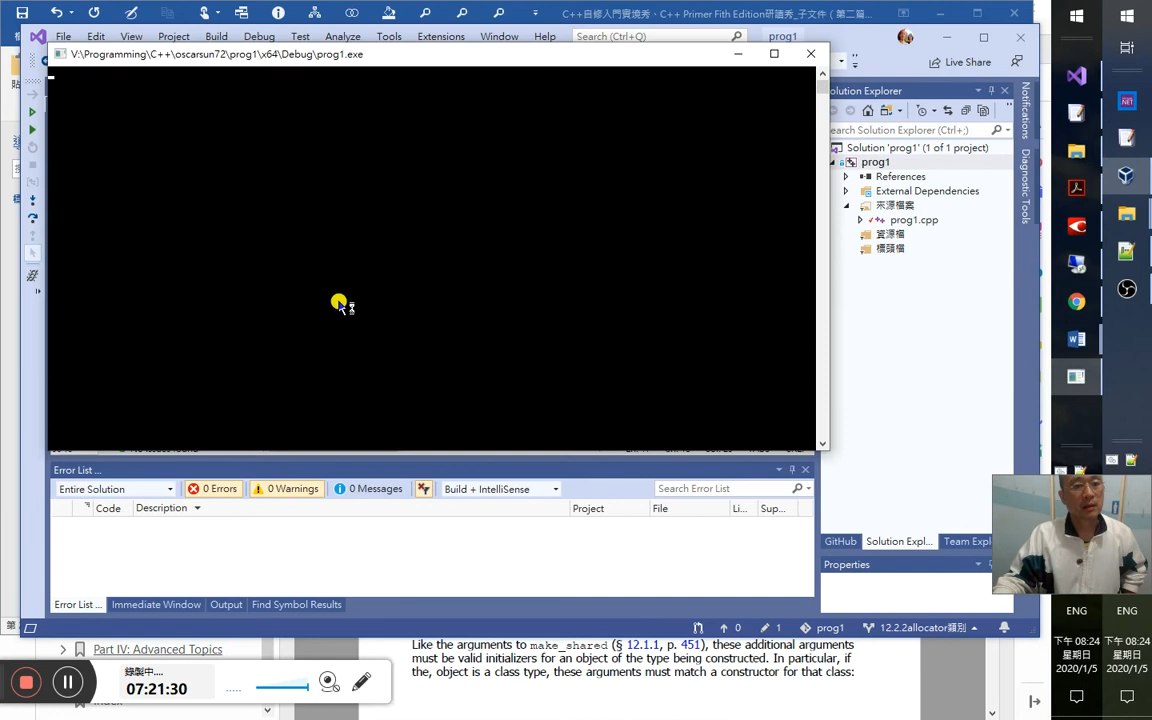 C++自修入門實境秀、C++ Primer Fith Edition研讀秀_子文件（第二篇...
File Edit View Project Build Debug Test Analyze Tools Extensions Window Help Search (Ctrl+Q) prog1
V:\Programming\C++\oscarsun72\prog1\x64\Debug\prog1.exe
Live Share
Solution Explorer
Search Solution Explorer (Ctrl+;)
Solution 'prog1' (1 of 1 project)
prog1
References
External Dependencies
來源檔案
prog1.cpp
資源檔
標頭檔
Notifications
Diagnostic Tools
Error List ...
Entire Solution 0 Errors 0 Warnings 0 Messages Build + IntelliSense Search Error List
Code Description Project File Li... Sup...
GitHub Solution Expl... Team Expl
Properties
Error List ... Immediate Window Output Find Symbol Results
0 1 prog1 12.2.2allocator類別
Part IV: Advanced Topics
Like the arguments to make_shared (§ 12.1.1, p. 451), these additional arguments
must be valid initializers for an object of the type being constructed. In particular, if
the, object is a class type, these arguments must match a constructor for that class:
錄製中...
07:21:30
ENG ENG
下午 08:24 下午 08:24
星期日 星期日
2020/1/5 2020/1/5